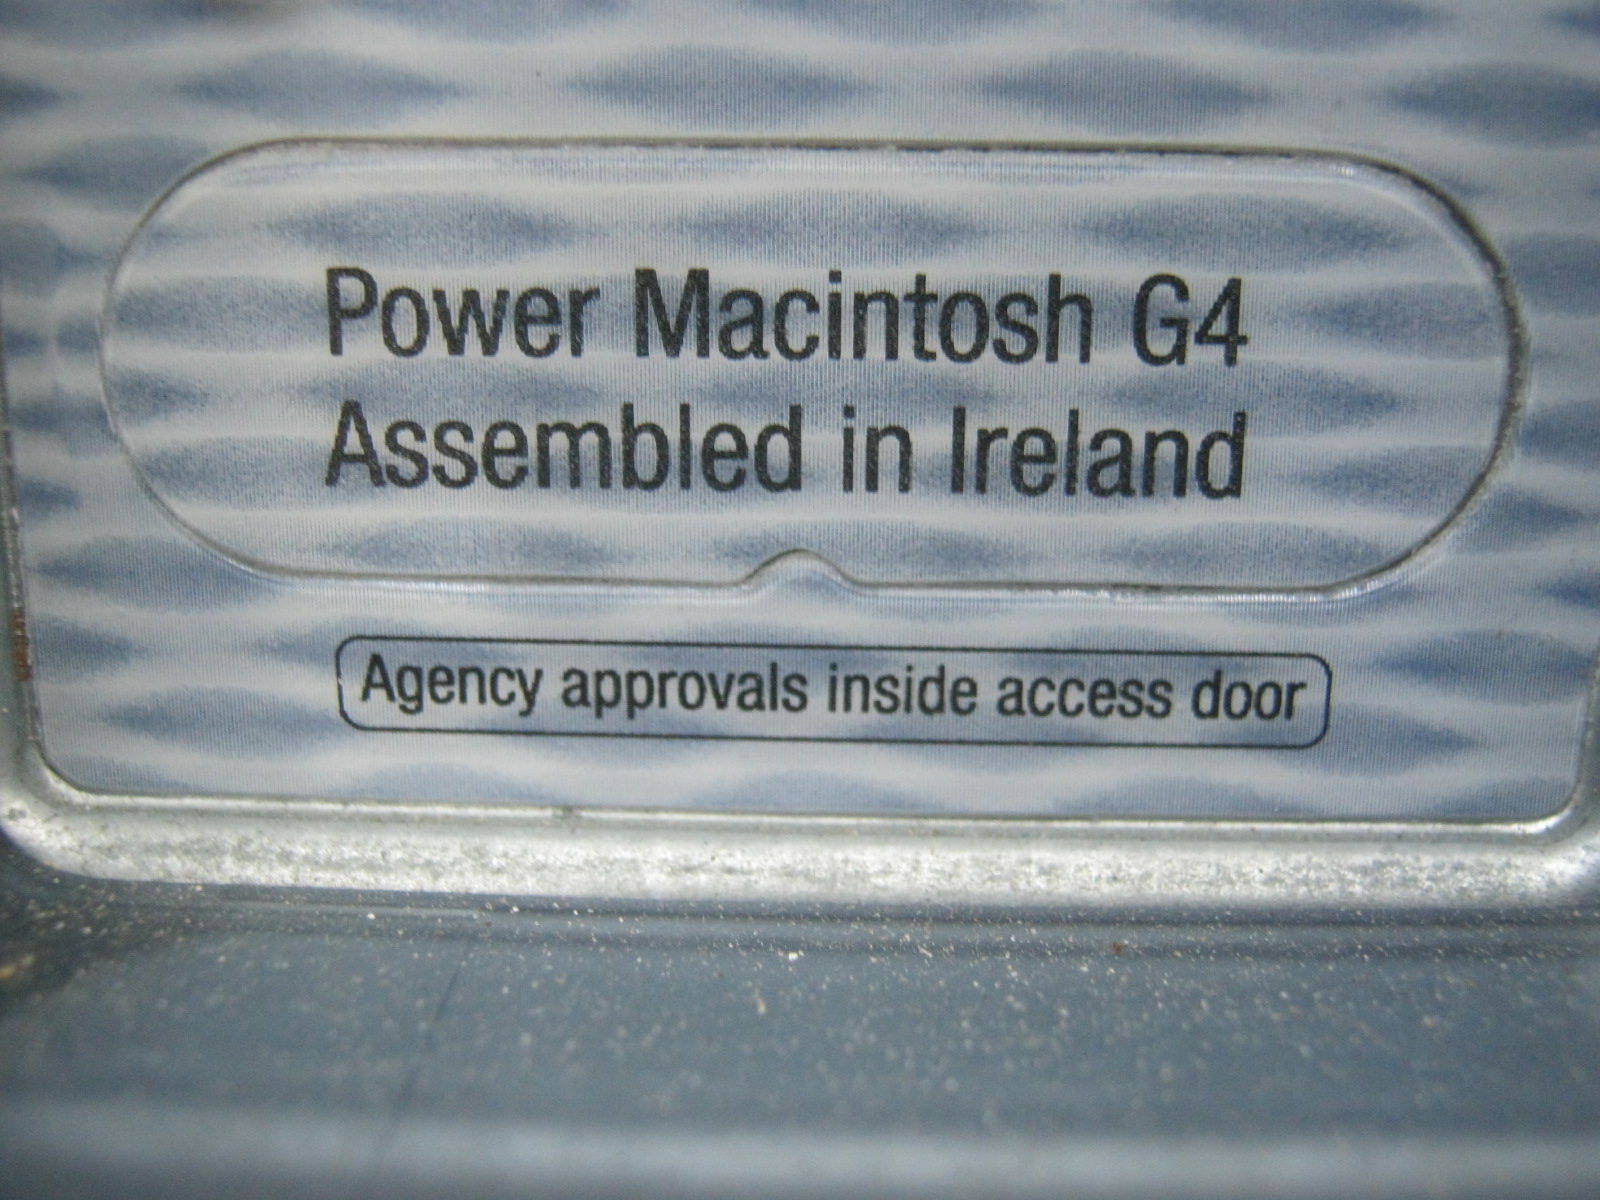 Power Macintosh G4
Assembled in Ireland
Agency approvals inside access door